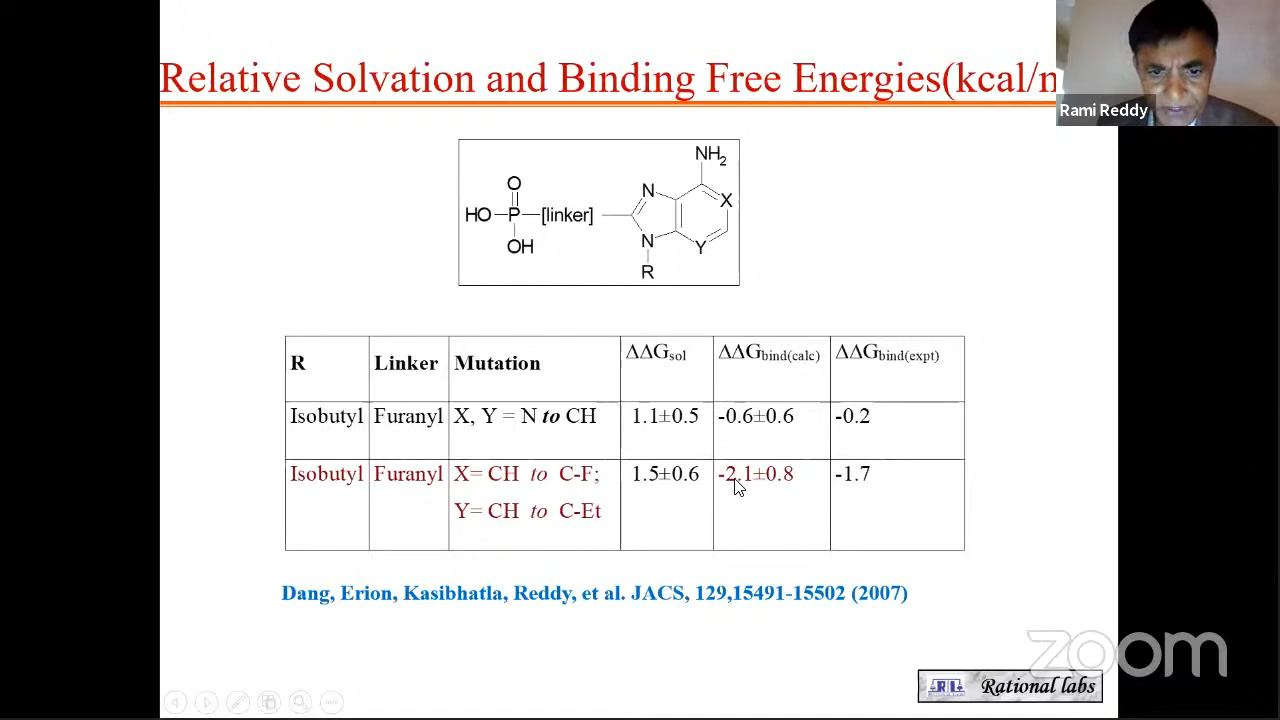 Relative Solvation and Binding Free Energies(kcal/m
Rami Reddy
NH2
O
N
X
HO
P
[linker]
OH
N
Y
R
R Linker Mutation ΔΔGsol ΔΔGbind(calc) ΔΔGbind(expt)
Isobutyl Furanyl X, Y = N to CH 1.1±0.5 -0.6±0.6 -0.2
Isobutyl Furanyl X= CH to C-F; 1.5±0.6 -2.1±0.8 -1.7
Y= CH to C-Et
Dang, Erion, Kasibhatla, Reddy, et al. JACS, 129,15491-15502 (2007)
zoom
RL Rational labs